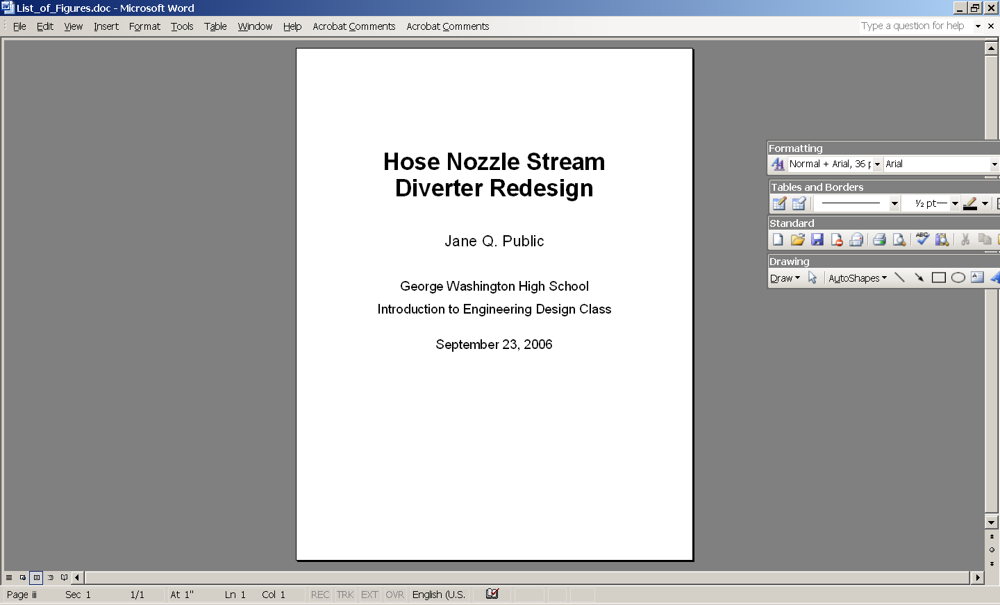 List_of_Figures.doc - Microsoft Word
File Edit View Insert Format Tools Table Window Help Acrobat Comments Acrobat Comments
Type a question for help
Hose Nozzle Stream
Diverter Redesign
Jane Q. Public
George Washington High School
Introduction to Engineering Design Class
September 23, 2006
Formatting
Normal + Arial, 36 p Arial
Tables and Borders
½ pt
Standard
ABC
Drawing
Draw AutoShapes
Page iii Sec 1 1/1 At 1" Ln 1 Col 1 REC TRK EXT OVR English (U.S.